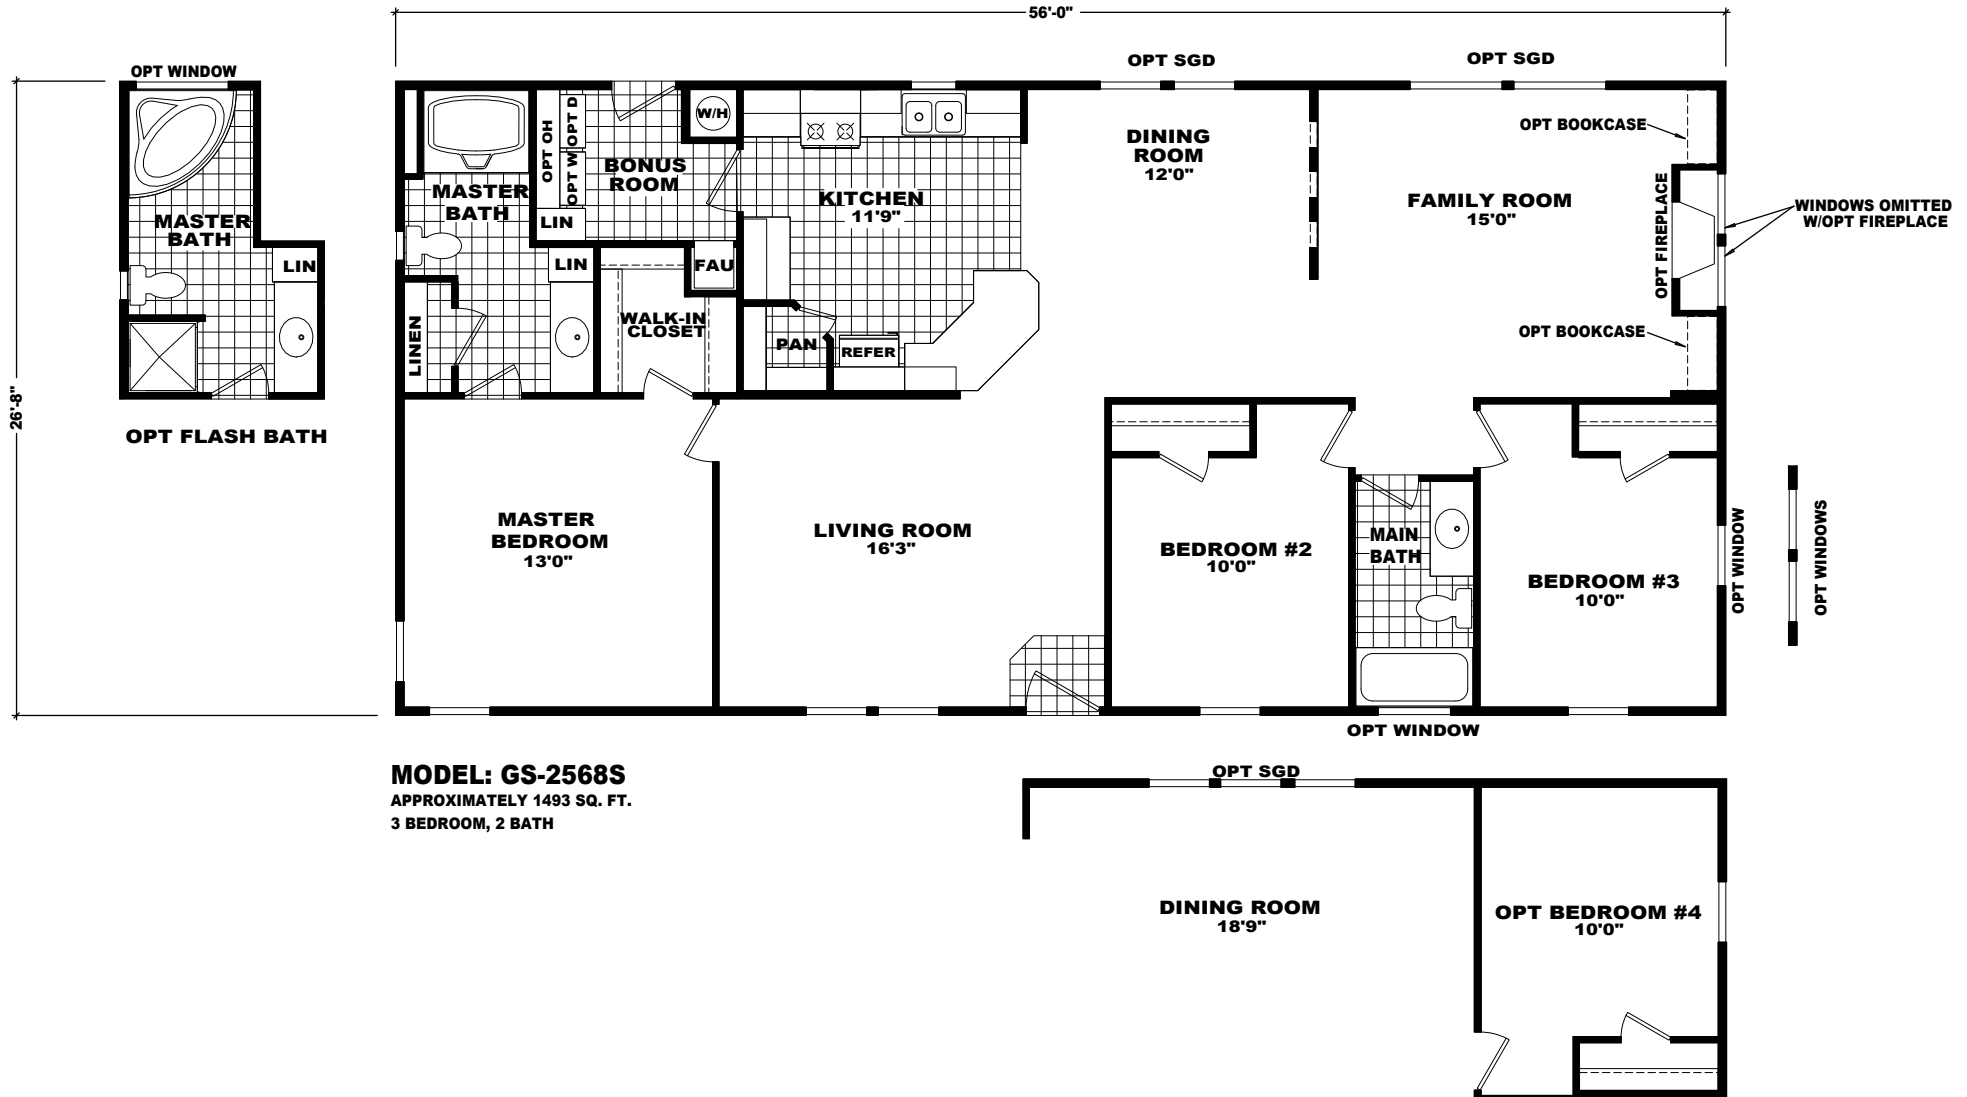 56'-0"
OPT SGD
OPT SGD
OPT WINDOW
W/H
OPT OH
OPT W
OPT D
OPT BOOKCASE
DINING
ROOM
12'0"
BONUS
ROOM
MASTER
BATH
KITCHEN
11'9"
FAMILY ROOM
15'0"
OPT FIREPLACE
WINDOWS OMITTED
W/OPT FIREPLACE
MASTER
BATH
LIN
LIN
LIN
FAU
WALK-IN
CLOSET
LINEN
PAN
REFER
OPT BOOKCASE
26'-8"
OPT FLASH BATH
MASTER
BEDROOM
13'0"
LIVING ROOM
16'3"
BEDROOM #2
10'0"
MAIN
BATH
BEDROOM #3
10'0"
OPT WINDOW
OPT WINDOWS
OPT WINDOW
MODEL: GS-2568S
APPROXIMATELY 1493 SQ. FT.
3 BEDROOM, 2 BATH
OPT SGD
DINING ROOM
18'9"
OPT BEDROOM #4
10'0"